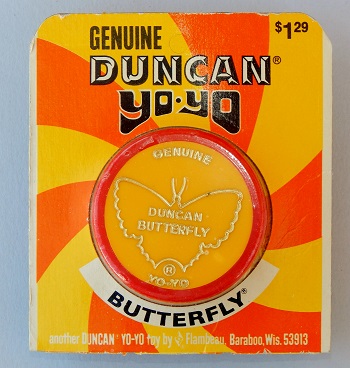 GENUINE
$1.29
DUNCAN®
YO·YO
GENUINE
DUNCAN
BUTTERFLY
®
YO-YO
BUTTERFLY®
another DUNCAN® YO-YO toy by Flambeau, Baraboo, Wis. 53913